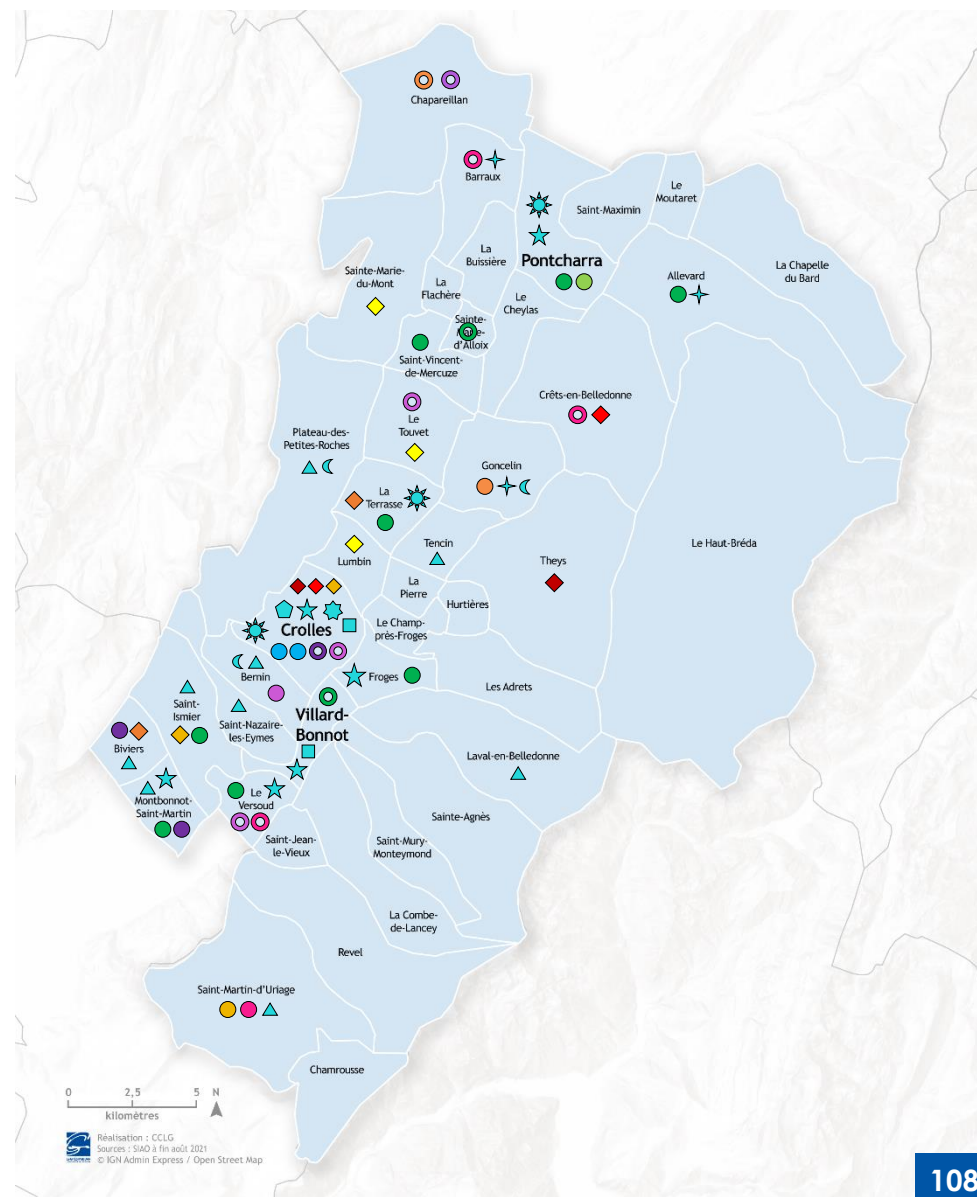 Chapareillan
Barraux
Le
Moutaret
Saint-Maximin
La
Buissière
Pontcharra
La Chapelle
du Bard
Sainte-Marie-
du-Mont
Allevard
La
Flachère
Le
Cheylas
Sainte-
Marie-
d'Alloix
Saint-Vincent-
de-Mercuze
Crêts-en-Belledonne
Le
Touvet
Plateau-des-
Petites-Roches
Goncelin
La
Terrasse
Tencin
Le Haut-Bréda
Lumbin
Theys
La
Pierre
Hurtières
Crolles
Le Champ-
près-Froges
Bernin
Froges
Les Adrets
Saint-
Ismier
Saint-Nazaire-
les-Eymes
Villard-
Bonnot
Biviers
Laval-en-Belledonne
Le
Versoud
Montbonnot-
Saint-Martin
Sainte-Agnès
Saint-Jean-
le-Vieux
Saint-Mury-
Monteymond
La Combe-
de-Lancey
Revel
Saint-Martin-d'Uriage
Chamrousse
0 2,5 5 N
kilomètres
Réalisation : CCLG
Sources : SIAO à fin août 2021
© IGN Admin Express / Open Street Map
108